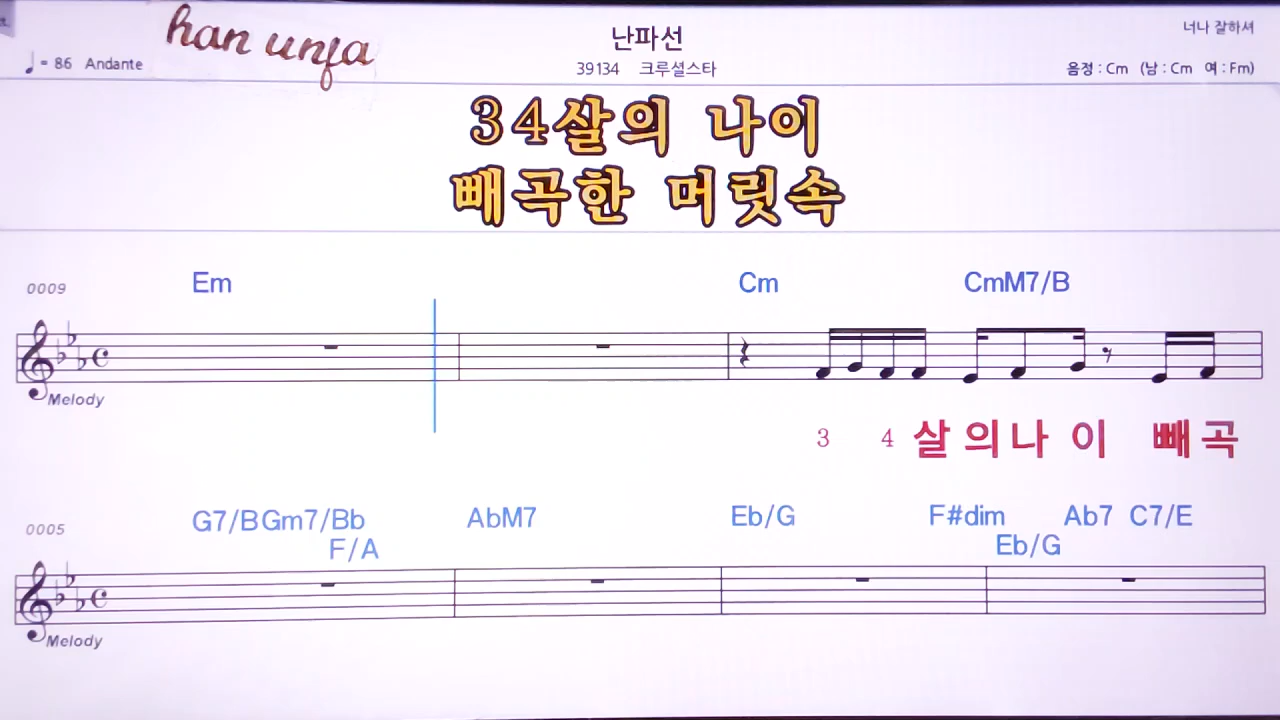 han unfa
난파선
너나 잘하셔
= 86 Andante
39134 크루셜스타
음정 : Cm (남 : Cm 여 : Fm)
34살의 나이
빼곡한 머릿속
0009 Em Cm CmM7/B
Melody
3 4 살 의 나 이 빼 곡
0005 G7/B Gm7/Bb AbM7 Eb/G F#dim Ab7 C7/E
F/A Eb/G
Melody